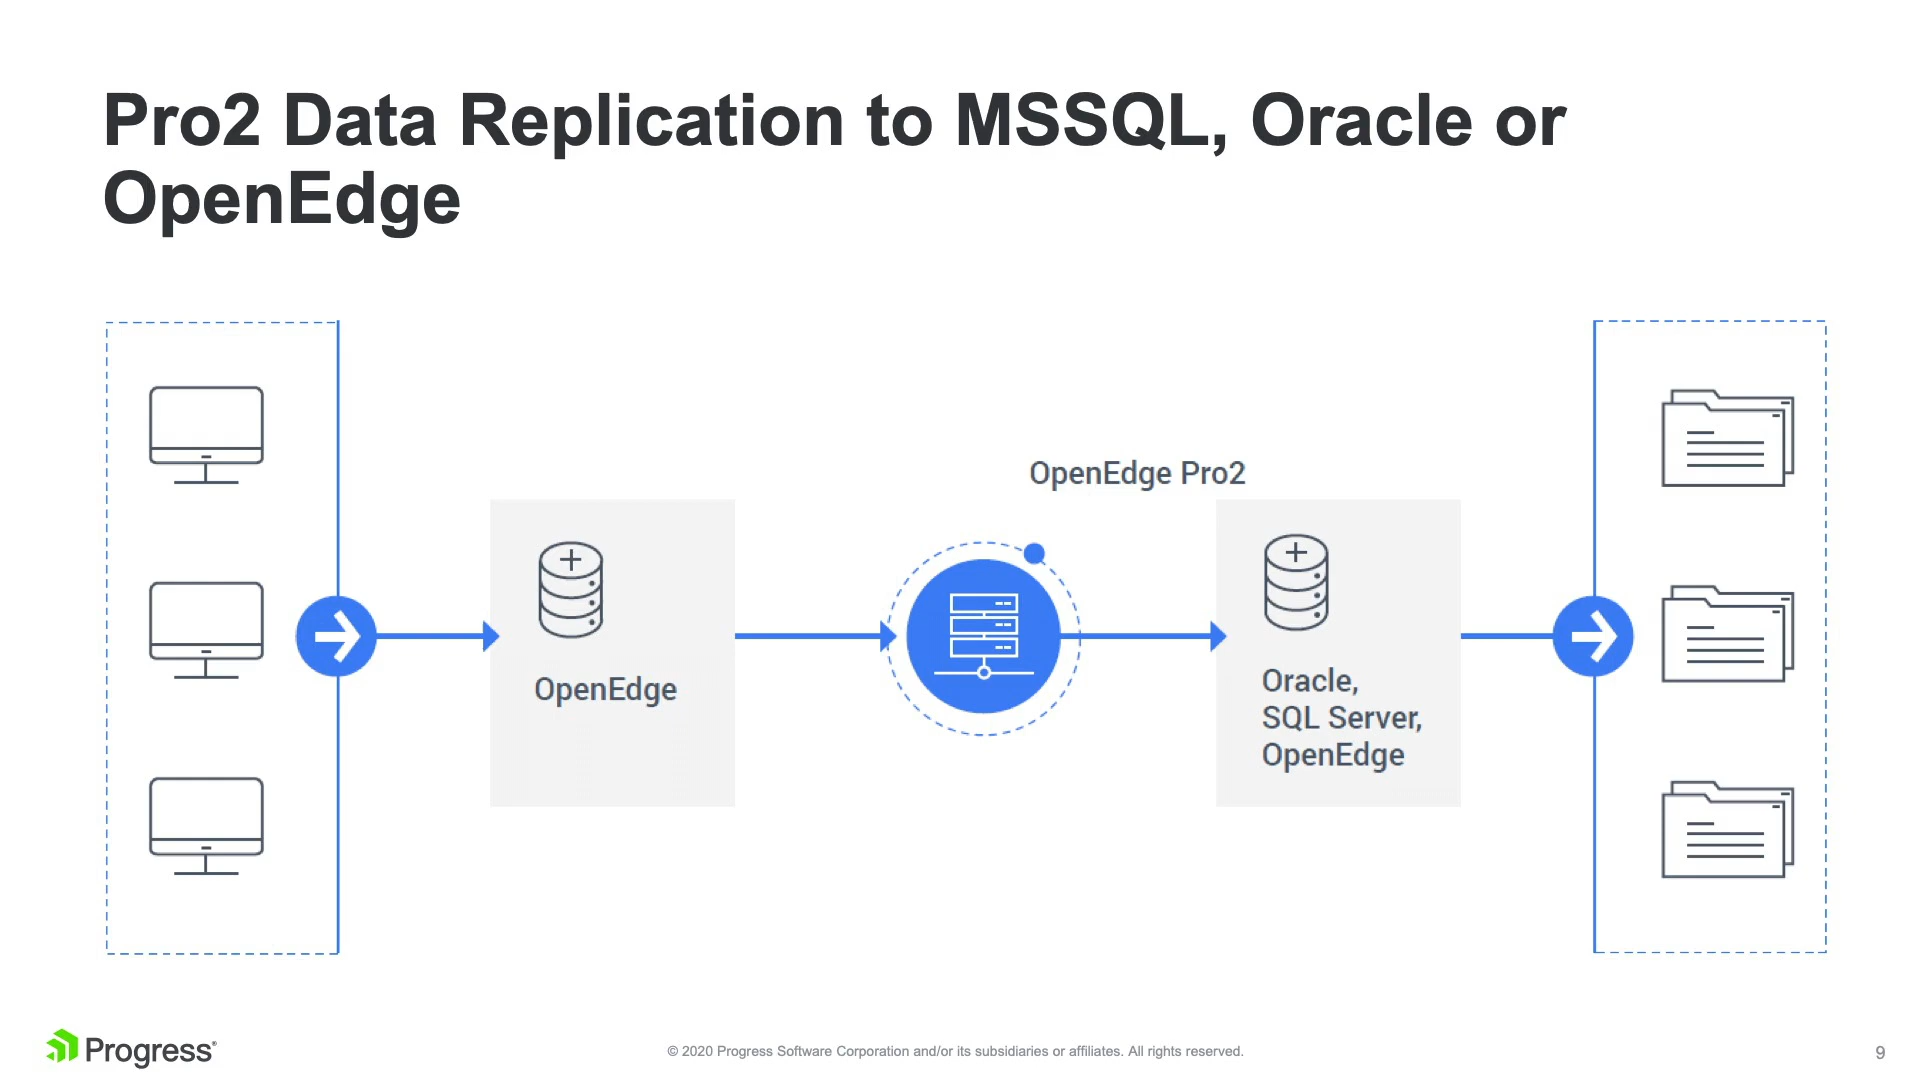 Pro2 Data Replication to MSSQL, Oracle or
OpenEdge
OpenEdge Pro2
OpenEdge
Oracle,
SQL Server,
OpenEdge
Progress®
© 2020 Progress Software Corporation and/or its subsidiaries or affiliates. All rights reserved.
9